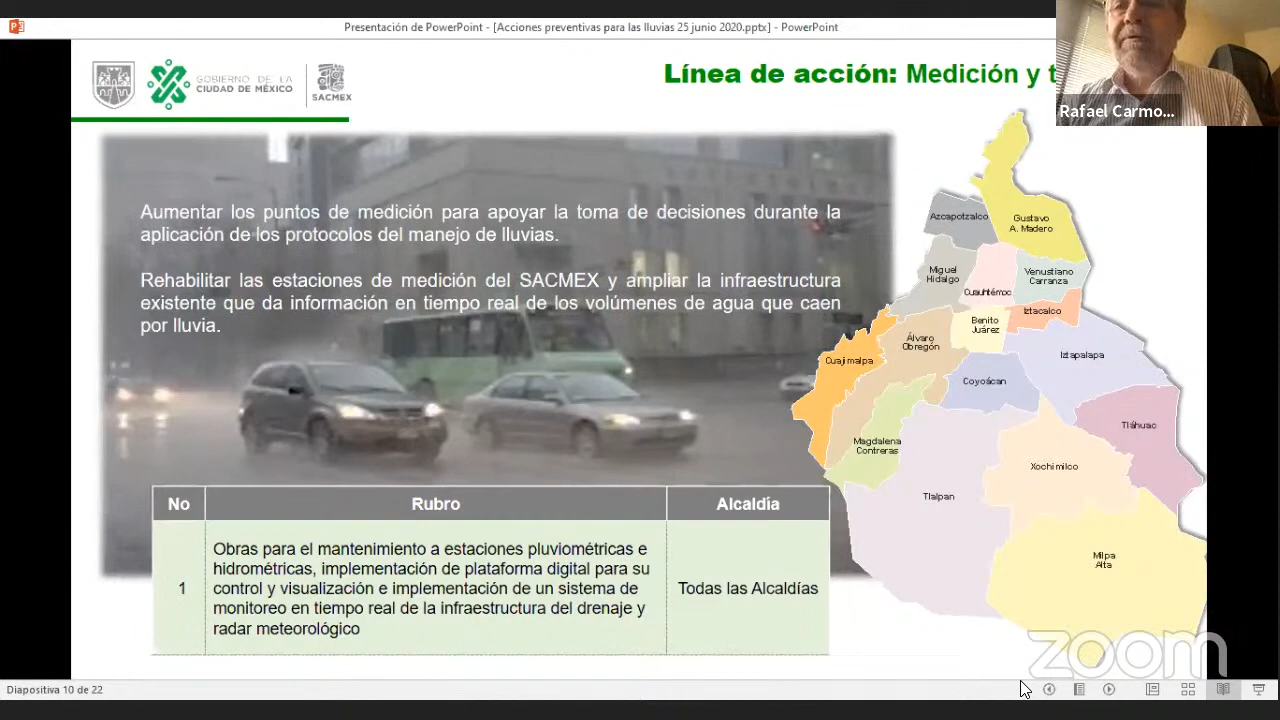 Presentación de PowerPoint - [Acciones preventivas para las lluvias 25 junio 2020.pptx] - PowerPoint
GOBIERNO DE LA
CIUDAD DE MÉXICO
SACMEX
Línea de acción: Medición y
Rafael Carmo...
Aumentar los puntos de medición para apoyar la toma de decisiones durante la
aplicación de los protocolos del manejo de lluvias.
Rehabilitar las estaciones de medición del SACMEX y ampliar la infraestructura
existente que da información en tiempo real de los volúmenes de agua que caen
por lluvia.
Azcapotzalco
Gustavo
A. Madero
Miguel
Hidalgo
Cuauhtémoc
Venustiano
Carranza
Iztacalco
Benito
Juárez
Álvaro
Obregón
Cuajimalpa
Iztapalapa
Coyoácan
Tláhuac
Magdalena
Contreras
Xochimilco
Tlalpan
Milpa
Alta
No Rubro Alcaldía
1
Obras para el mantenimiento a estaciones pluviométricas e
hidrométricas, implementación de plataforma digital para su
control y visualización e implementación de un sistema de
monitoreo en tiempo real de la infraestructura del drenaje y
radar meteorológico
Todas las Alcaldías
zoom
Diapositiva 10 de 22